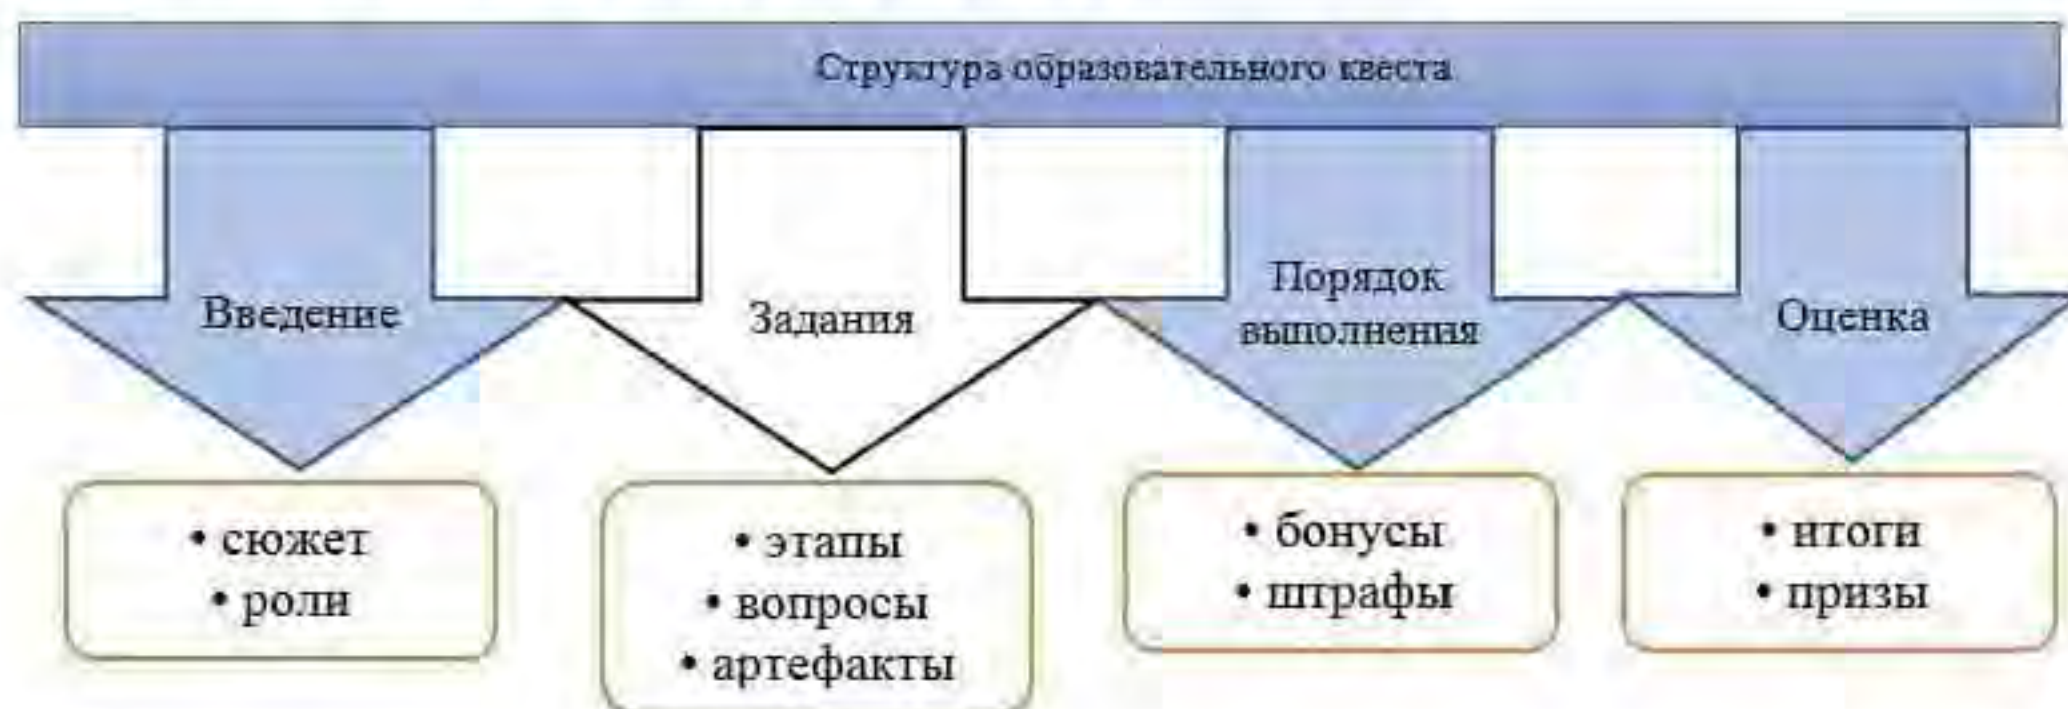 Структура образовательного квеста
Введение
Задания
Порядок
выполнения
Оценка
• сюжет
• роли
• этапы
• вопросы
• артефакты
• бонусы
• штрафы
• итоги
• призы